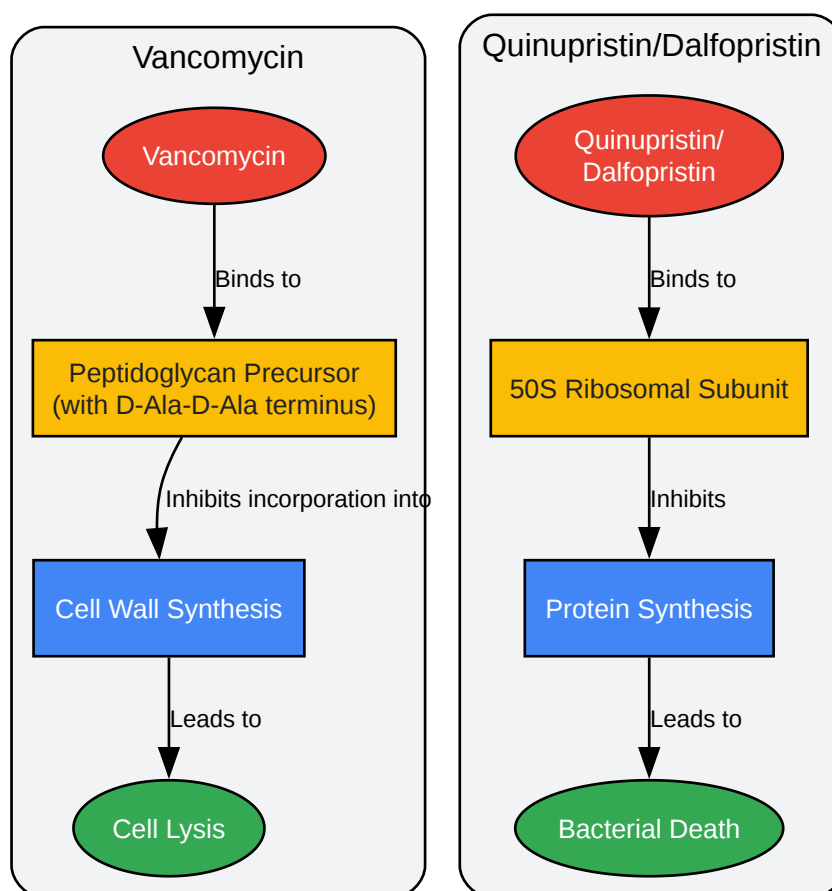 Vancomycin
Vancomycin
Binds to
Peptidoglycan Precursor
(with D-Ala-D-Ala terminus)
Inhibits incorporation into
Cell Wall Synthesis
Leads to
Cell Lysis
Quinupristin/Dalfopristin
Quinupristin/
Dalfopristin
Binds to
50S Ribosomal Subunit
Inhibits
Protein Synthesis
Leads to
Bacterial Death